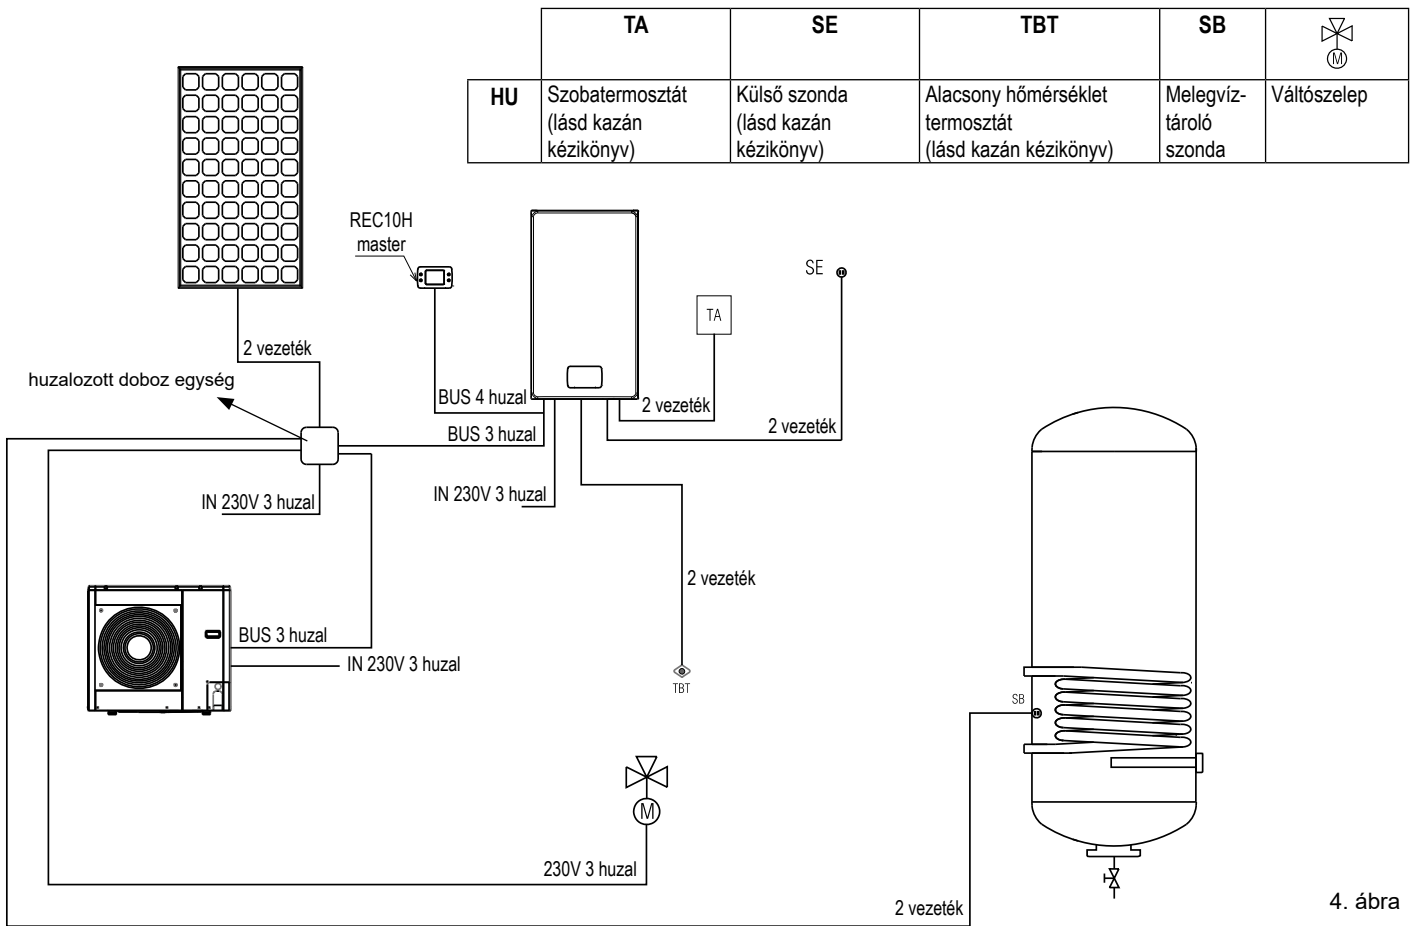 TA SE TBT SB
M
HU Szobatermosztát Külső szonda Alacsony hőmérséklet Melegvíz- Váltószelep
(lásd kazán (lásd kazán termosztát tároló
kézikönyv) kézikönyv) (lásd kazán kézikönyv) szonda
REC10H
master
SE
TA
2 vezeték
huzalozott doboz egység
BUS 4 huzal
2 vezeték
2 vezeték
BUS 3 huzal
IN 230V 3 huzal
IN 230V 3 huzal
2 vezeték
BUS 3 huzal
IN 230V 3 huzal
TBT
SB
M
230V 3 huzal
2 vezeték
4. ábra